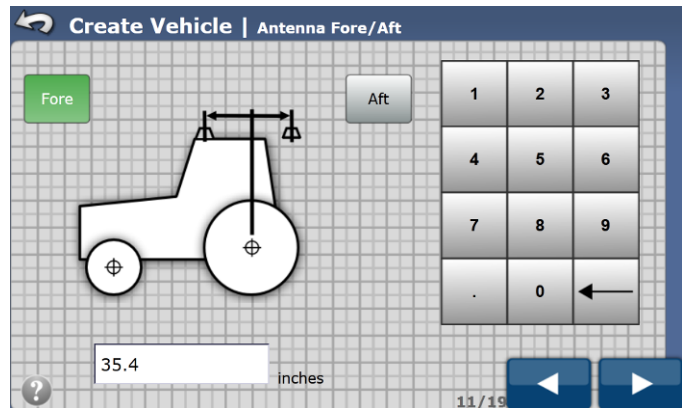 Create Vehicle | Antenna Fore/Aft
Fore
Aft
1 2 3
4 5 6
7 8 9
. 0
35.4
inches
?
11/19